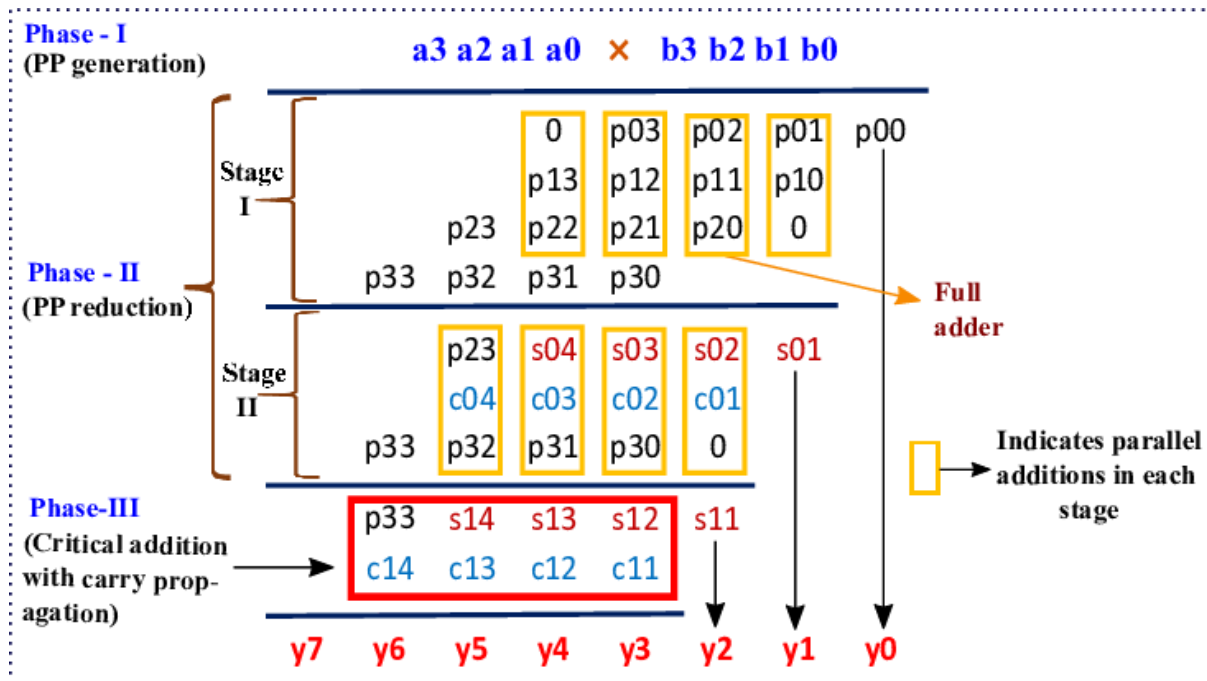 Phase - I
(PP generation)
a3 a2 a1 a0 × b3 b2 b1 b0
0 p03 p02 p01 p00
Stage
I
p13 p12 p11 p10
p23 p22 p21 p20 0
Phase - II
(PP reduction)
p33 p32 p31 p30
Full
adder
Stage
II
p23 s04 s03 s02 s01
c04 c03 c02 c01
p33 p32 p31 p30 0
Indicates parallel
additions in each
stage
Phase-III
(Critical addition
with carry prop-
agation)
p33 s14 s13 s12 s11
c14 c13 c12 c11
y7 y6 y5 y4 y3 y2 y1 y0